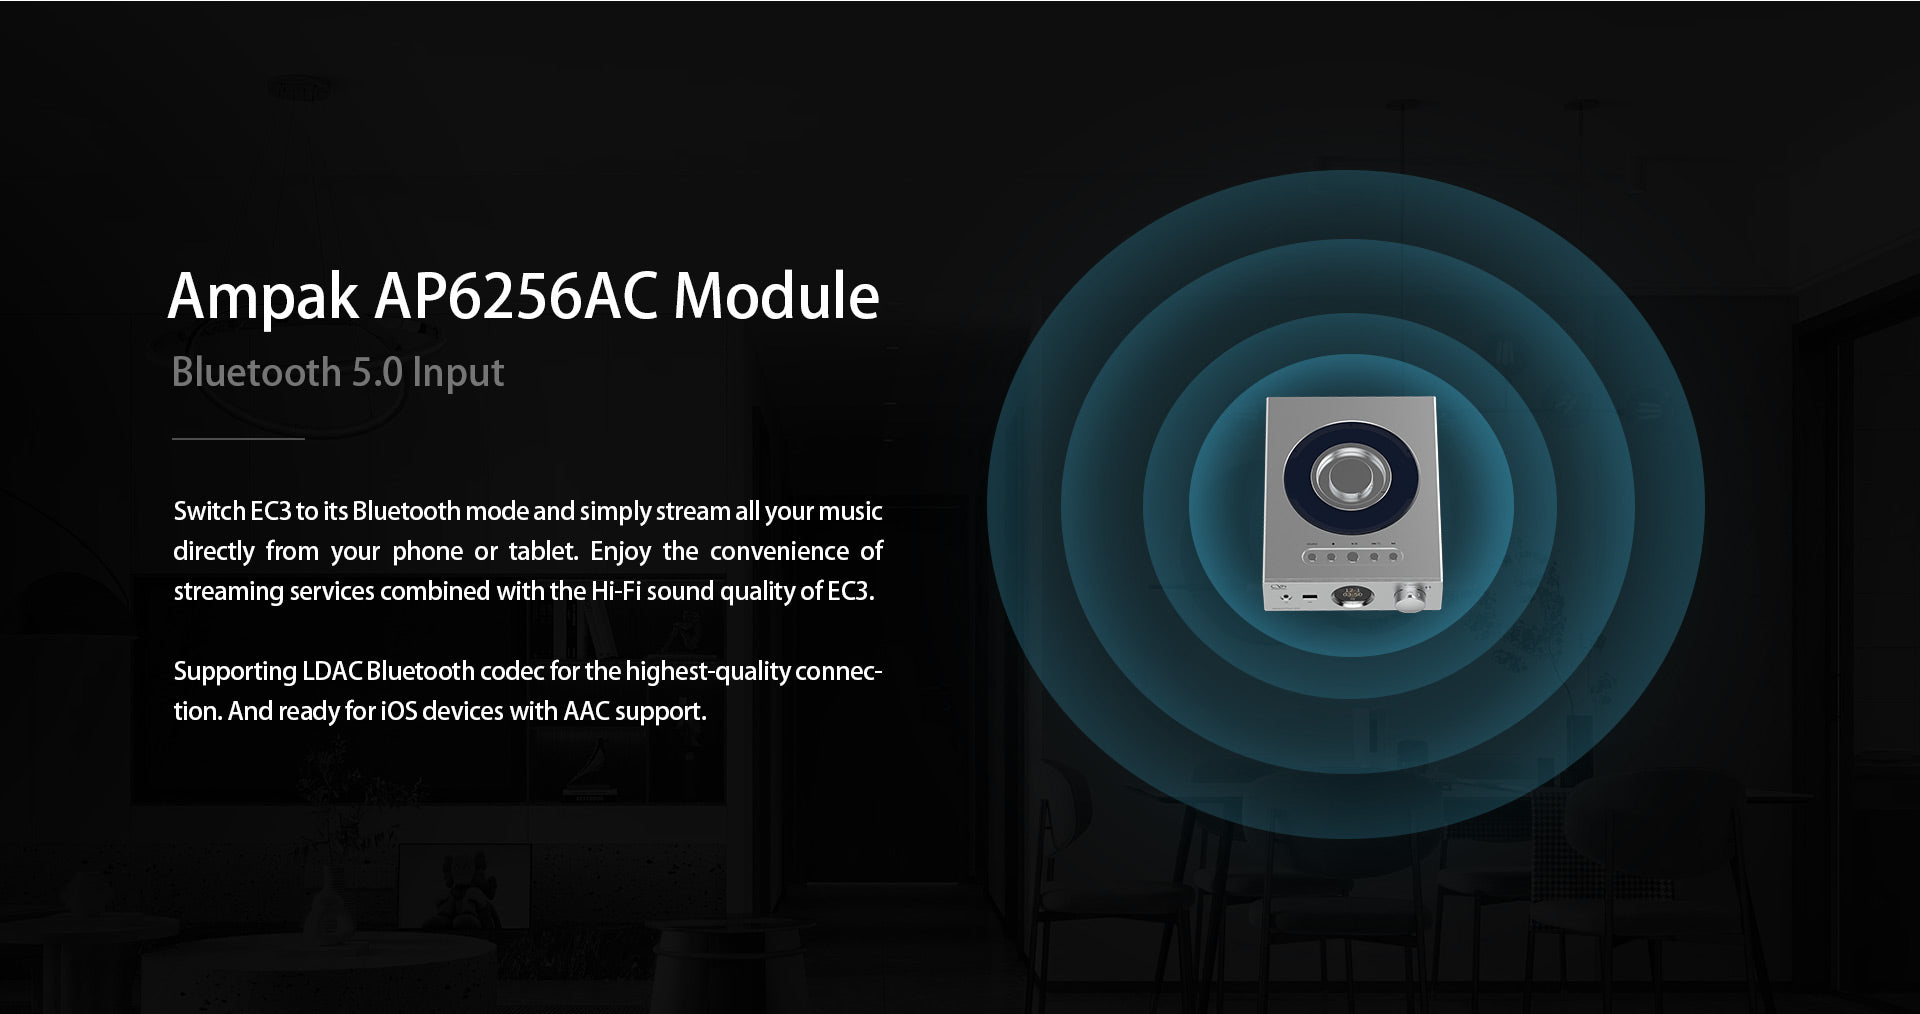 Ampak AP6256AC Module
Bluetooth 5.0 Input
Switch EC3 to its Bluetooth mode and simply stream all your music
directly from your phone or tablet. Enjoy the convenience of
streaming services combined with the Hi-Fi sound quality of EC3.
Supporting LDAC Bluetooth codec for the highest-quality connec-
tion. And ready for iOS devices with AAC support.